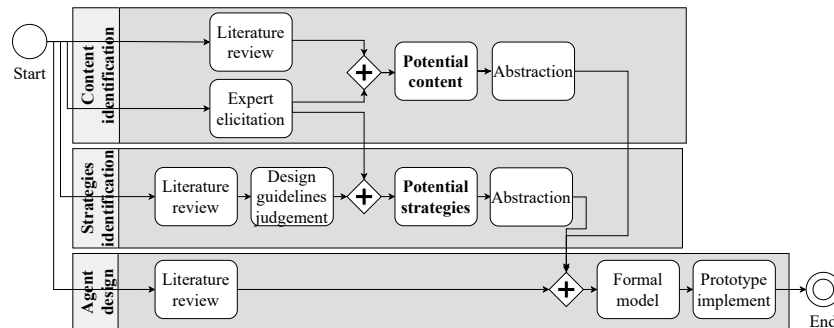 Start
Content
identification
Literature
review
Expert
elicitation
Potential
content
Abstraction
Strategies
identification
Literature
review
Design
guidelines
judgement
Potential
strategies
Abstraction
Agent
design
Literature
review
Formal
model
Prototype
implement
End